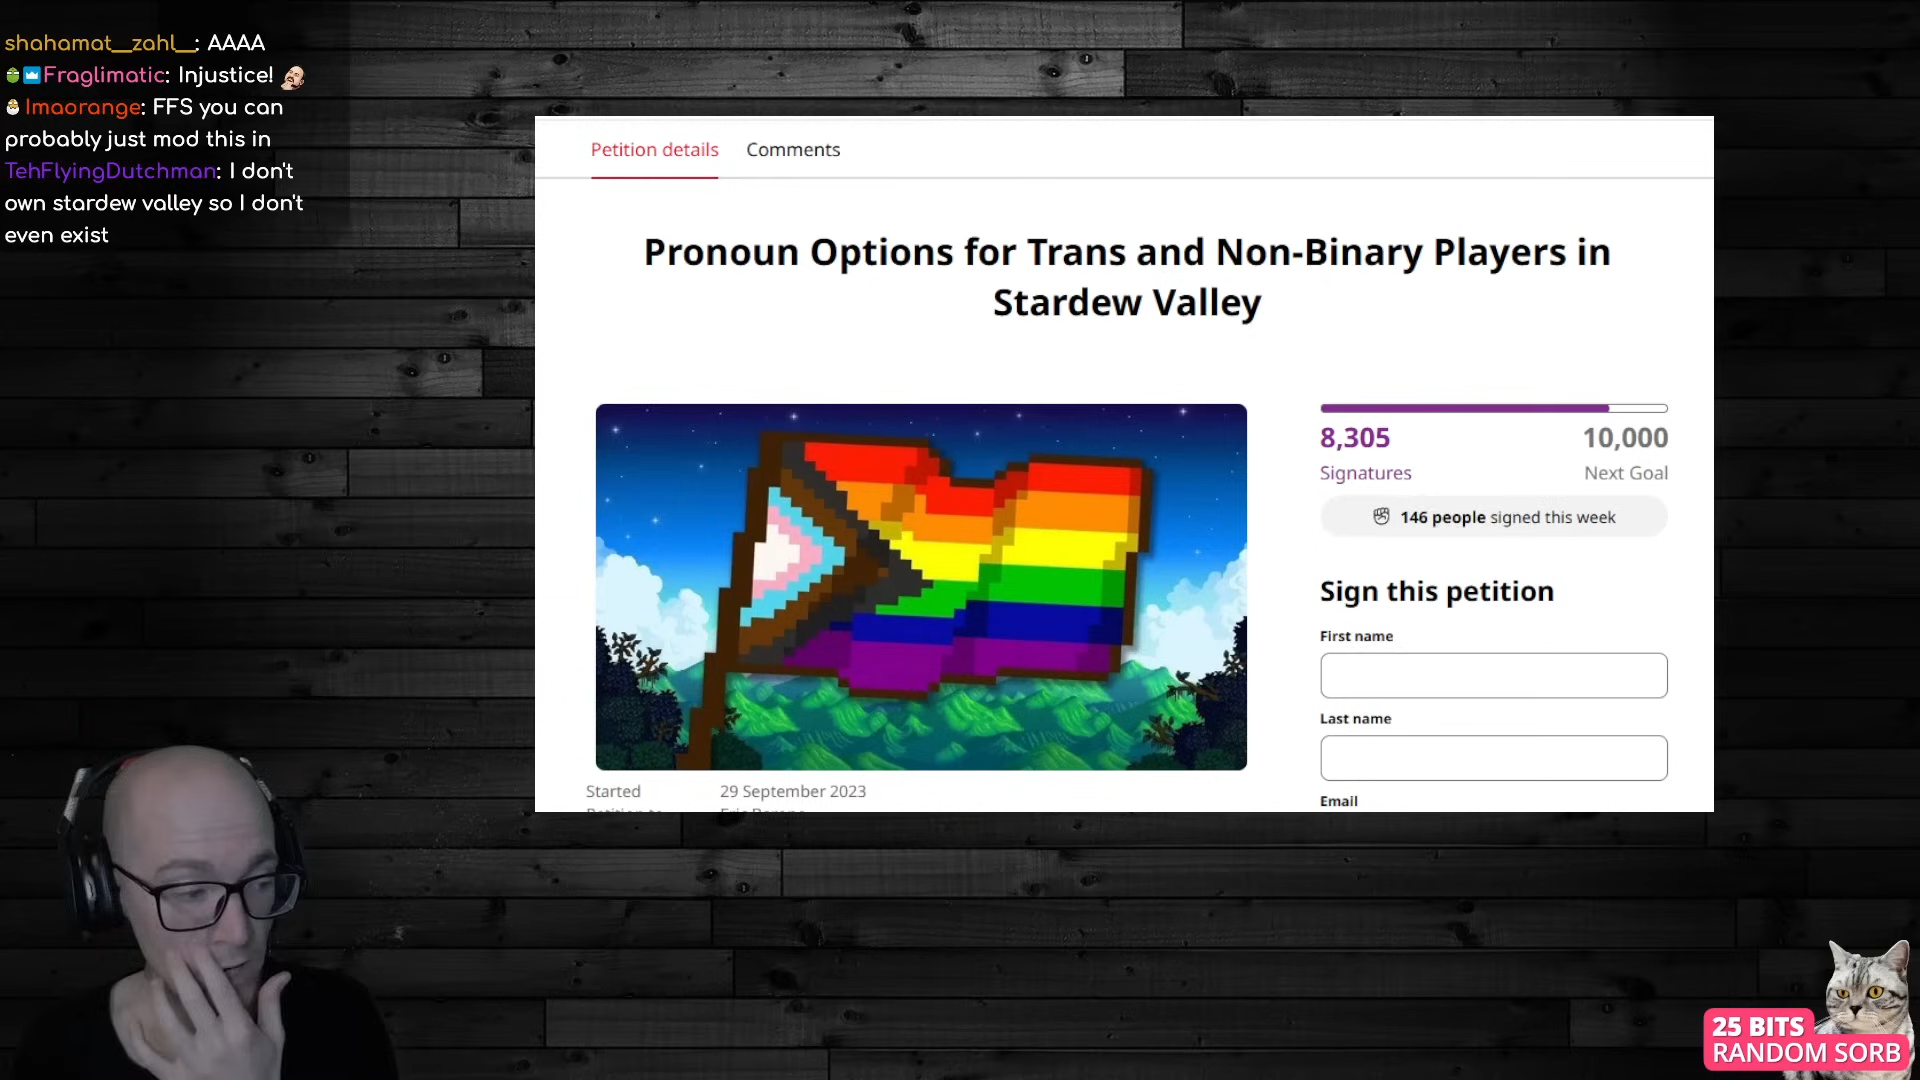 shahamat__zahl__: AAAA
Fraglimatic: Injustice!
lmaorange: FFS you can
probably just mod this in
TehFlyingDutchman: I don't
own stardew valley so I don't
even exist
Petition details
Comments
Pronoun Options for Trans and Non-Binary Players in
Stardew Valley
8,305
10,000
Signatures
Next Goal
146 people signed this week
Sign this petition
First name
Last name
Email
Started
29 September 2023
25 BITS
RANDOM SORB